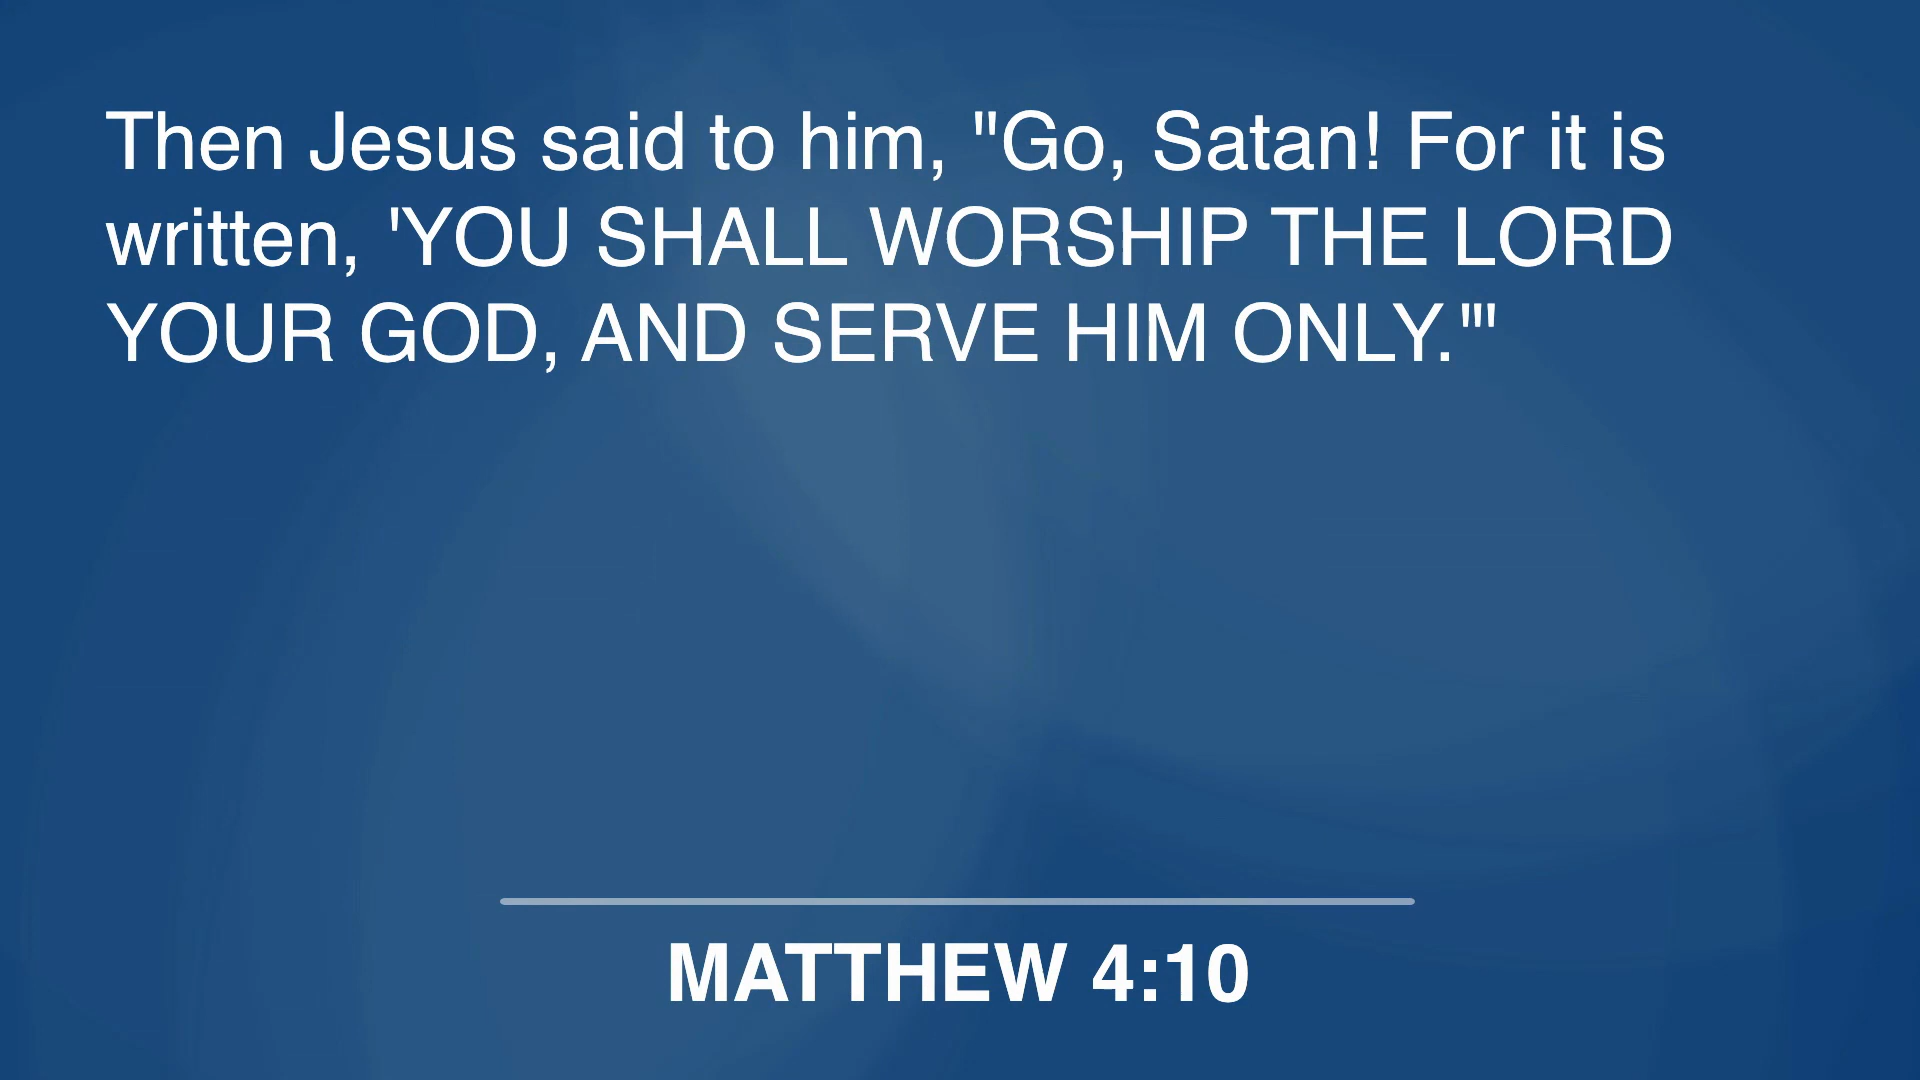 Then Jesus said to him, "Go, Satan! For it is
written, 'YOU SHALL WORSHIP THE LORD
YOUR GOD, AND SERVE HIM ONLY.'"
MATTHEW 4:10